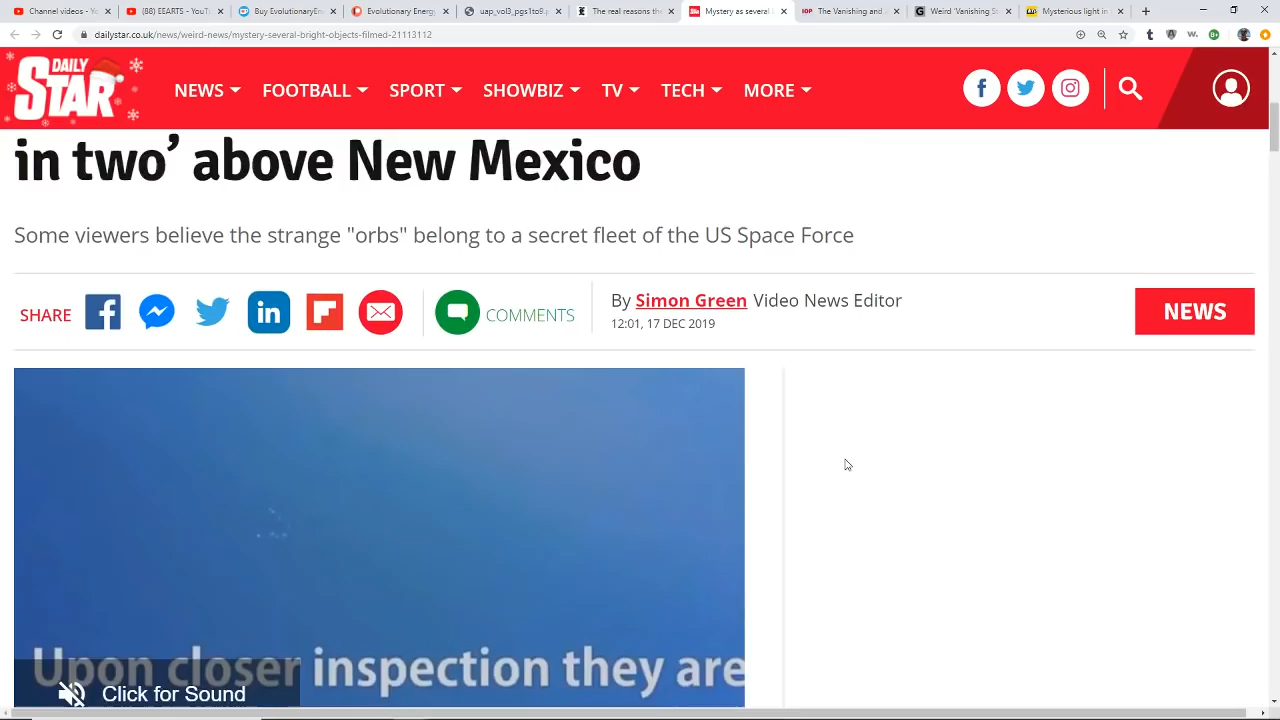 Channel videos - Yo
(88) EEARTS - YouTu
Buy EvolutionaryEn
Evolutionary Energ
uap_vol3_pgs1to9.p
The real reasons th
Mystery as several b
The Vanishing and
Weird 'Vanishing St
Mysterious light in
dailystar.co.uk/news/weird-news/mystery-several-bright-objects-filmed-21113112
DAILY
STAR
NEWS
FOOTBALL
SPORT
SHOWBIZ
TV
TECH
MORE
in two’ above New Mexico
Some viewers believe the strange "orbs" belong to a secret fleet of the US Space Force
SHARE
COMMENTS
By Simon Green Video News Editor
12:01, 17 DEC 2019
NEWS
Upon closer inspection they are
Click for Sound